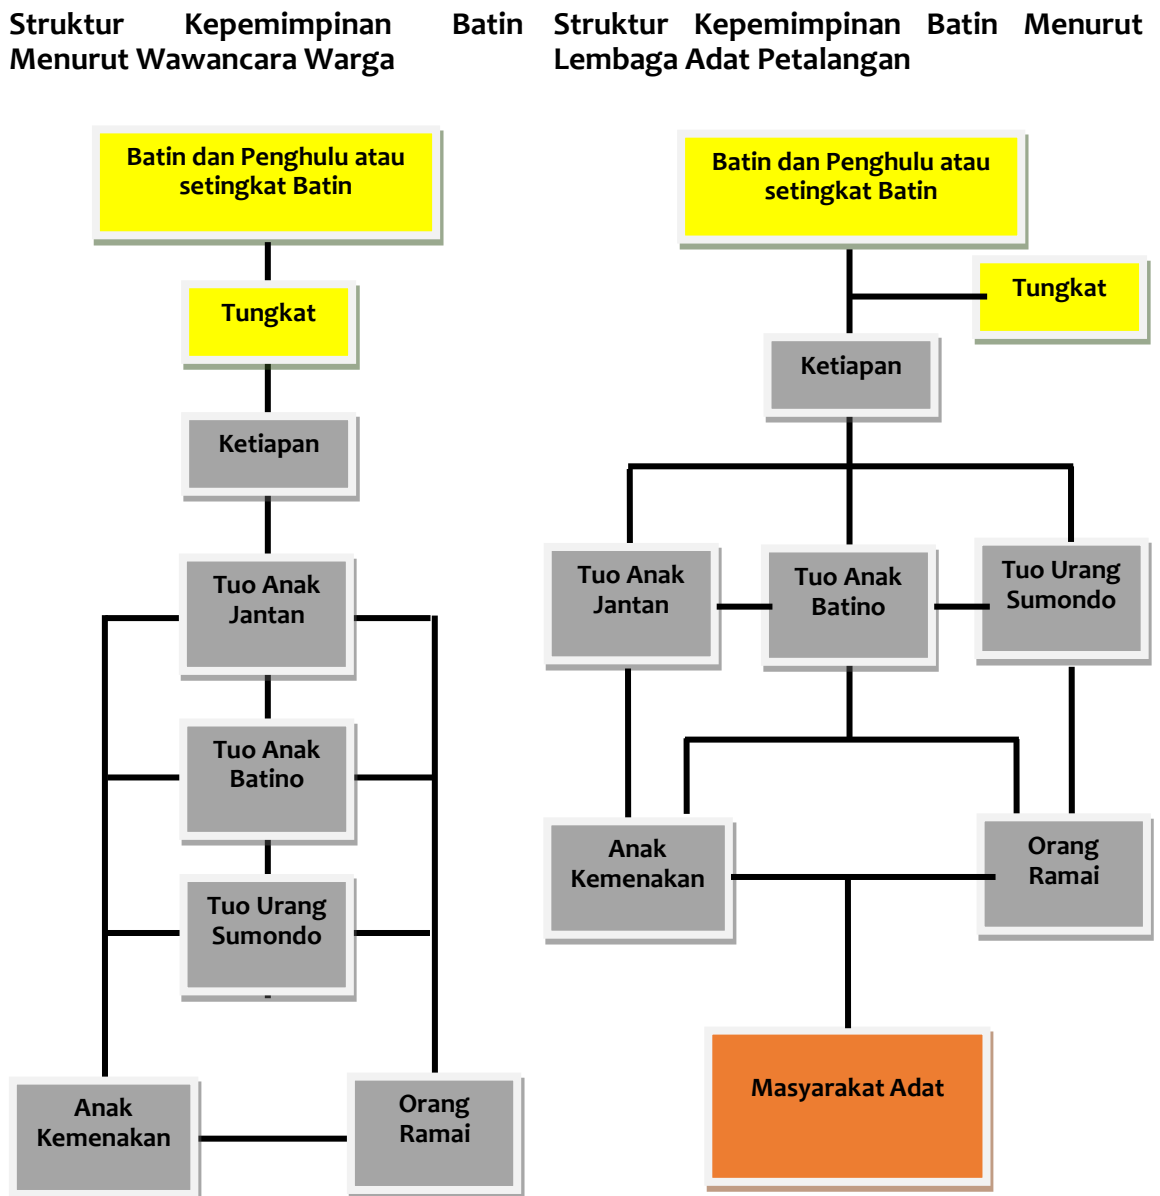 Struktur Kepemimpinan Batin
Menurut Wawancara Warga
Batin dan Penghulu atau
setingkat Batin
Tungkat
Ketiapan
Tuo Anak
Jantan
Tuo Anak
Batino
Tuo Urang
Sumondo
Anak
Kemenakan
Orang
Ramai
Struktur Kepemimpinan Batin Menurut
Lembaga Adat Petalangan
Batin dan Penghulu atau
setingkat Batin
Tungkat
Ketiapan
Tuo Anak
Jantan
Tuo Anak
Batino
Tuo Urang
Sumondo
Anak
Kemenakan
Orang
Ramai
Masyarakat Adat